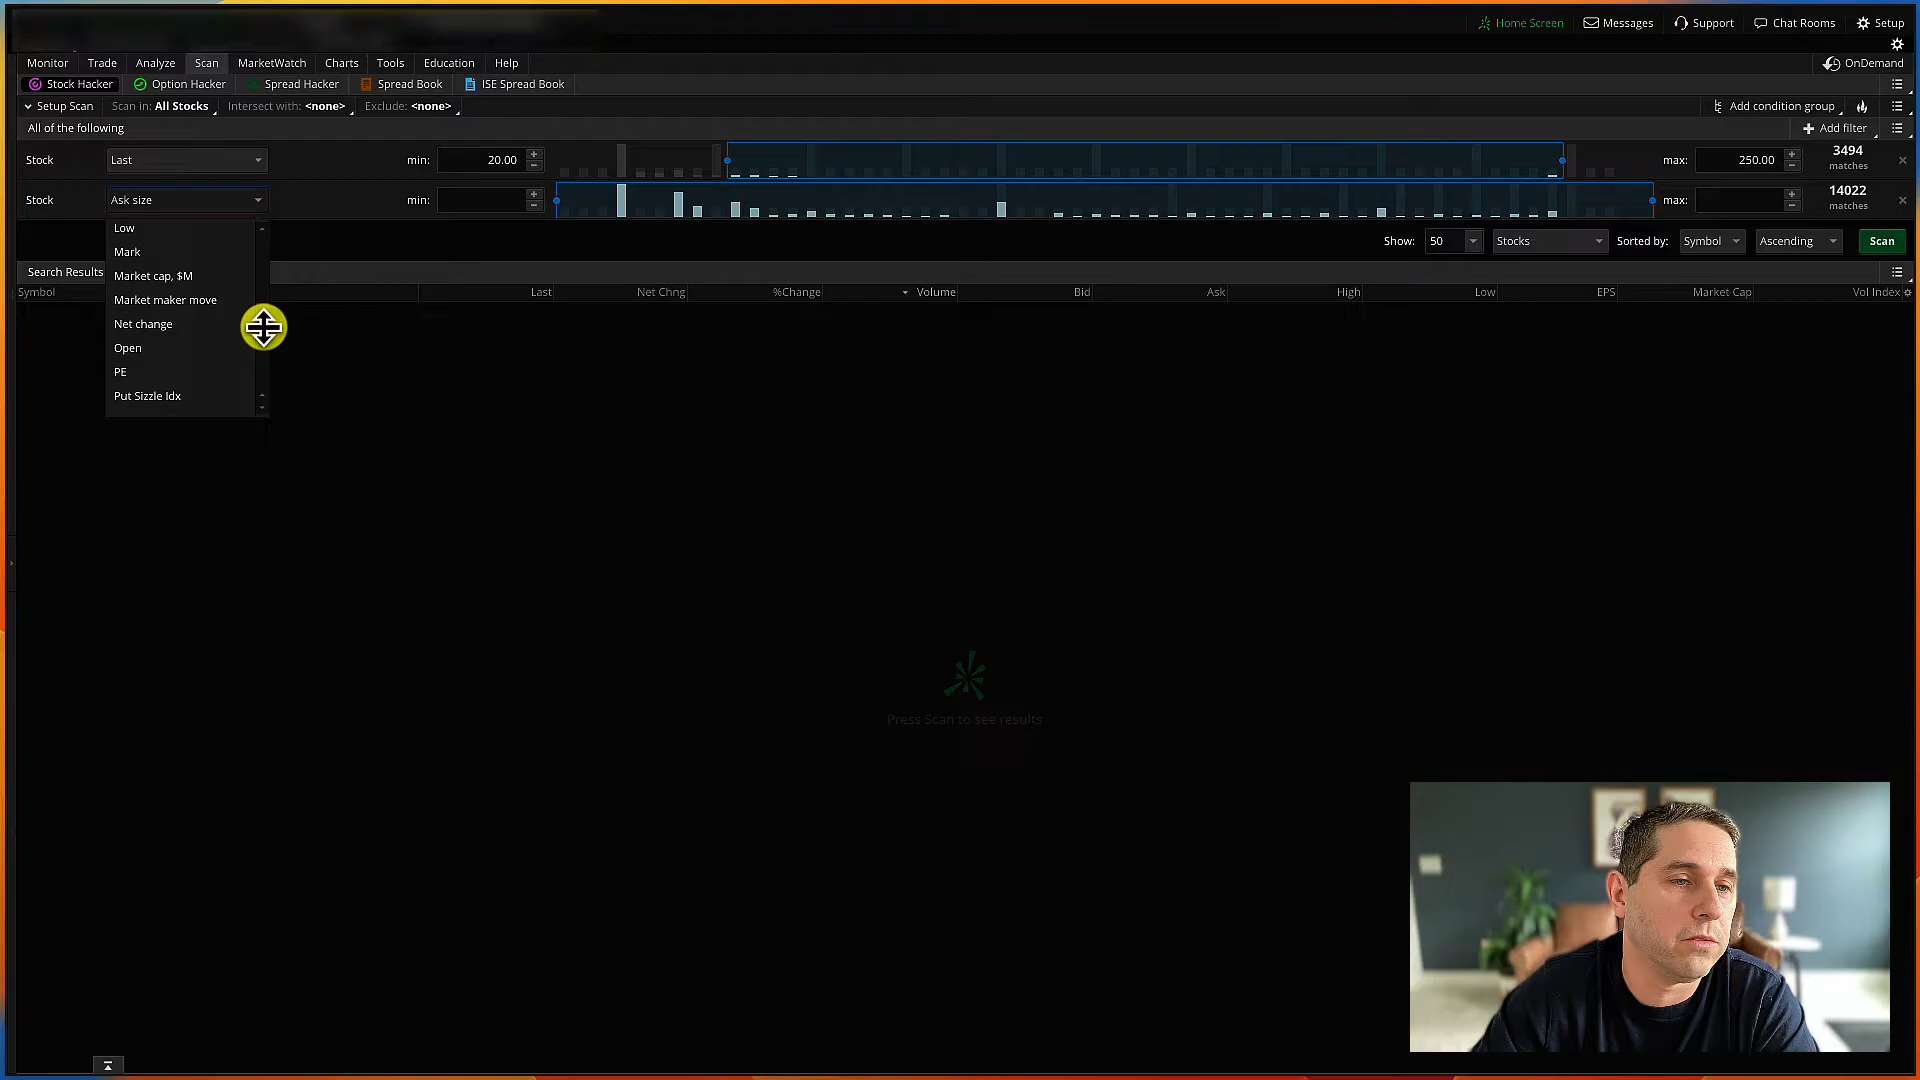 Home Screen Messages Support Chat Rooms Setup
Monitor Trade Analyze Scan MarketWatch Charts Tools Education Help OnDemand
Stock Hacker Option Hacker Spread Hacker Spread Book ISE Spread Book
Setup Scan Scan in: All Stocks Intersect with: <none> Exclude: <none> Add condition group
All of the following Add filter
Stock Last min: 20.00 max: 250.00 3494 matches
Stock Ask size min: max: 14022 matches
Low
Mark
Market cap, $M
Market maker move
Net change
Open
PE
Put Sizzle Idx
Show: 50 Stocks Sorted by: Symbol Ascending Scan
Search Results
Symbol Last Net Chng %Change Volume Bid Ask High Low EPS Market Cap Vol Index
Press Scan to see results